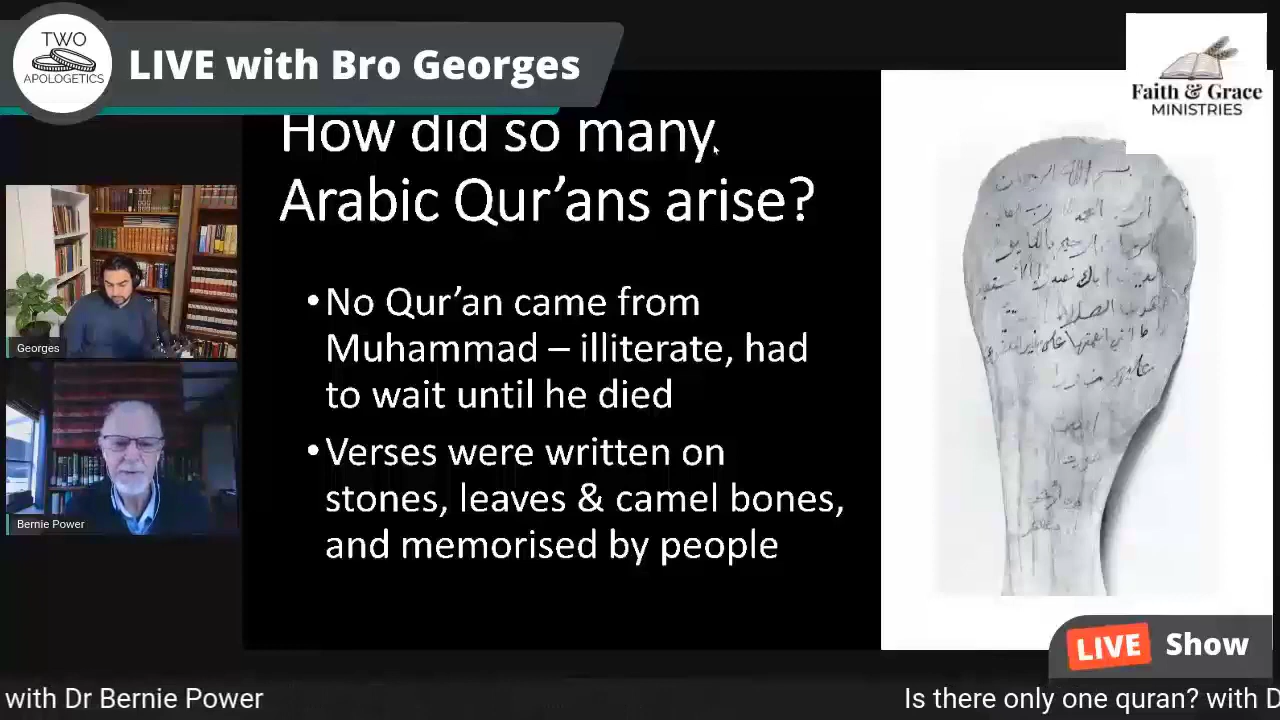 TWO
APOLOGETICS
LIVE with Bro Georges
Faith & Grace
MINISTRIES
How did so many
Arabic Qur’ans arise?
•No Qur’an came from
Muhammad – illiterate, had
to wait until he died
•Verses were written on
stones, leaves & camel bones,
and memorised by people
Georges
Bernie Power
بسم الله الرحمن
LIVE Show
with Dr Bernie Power
Is there only one quran? with D